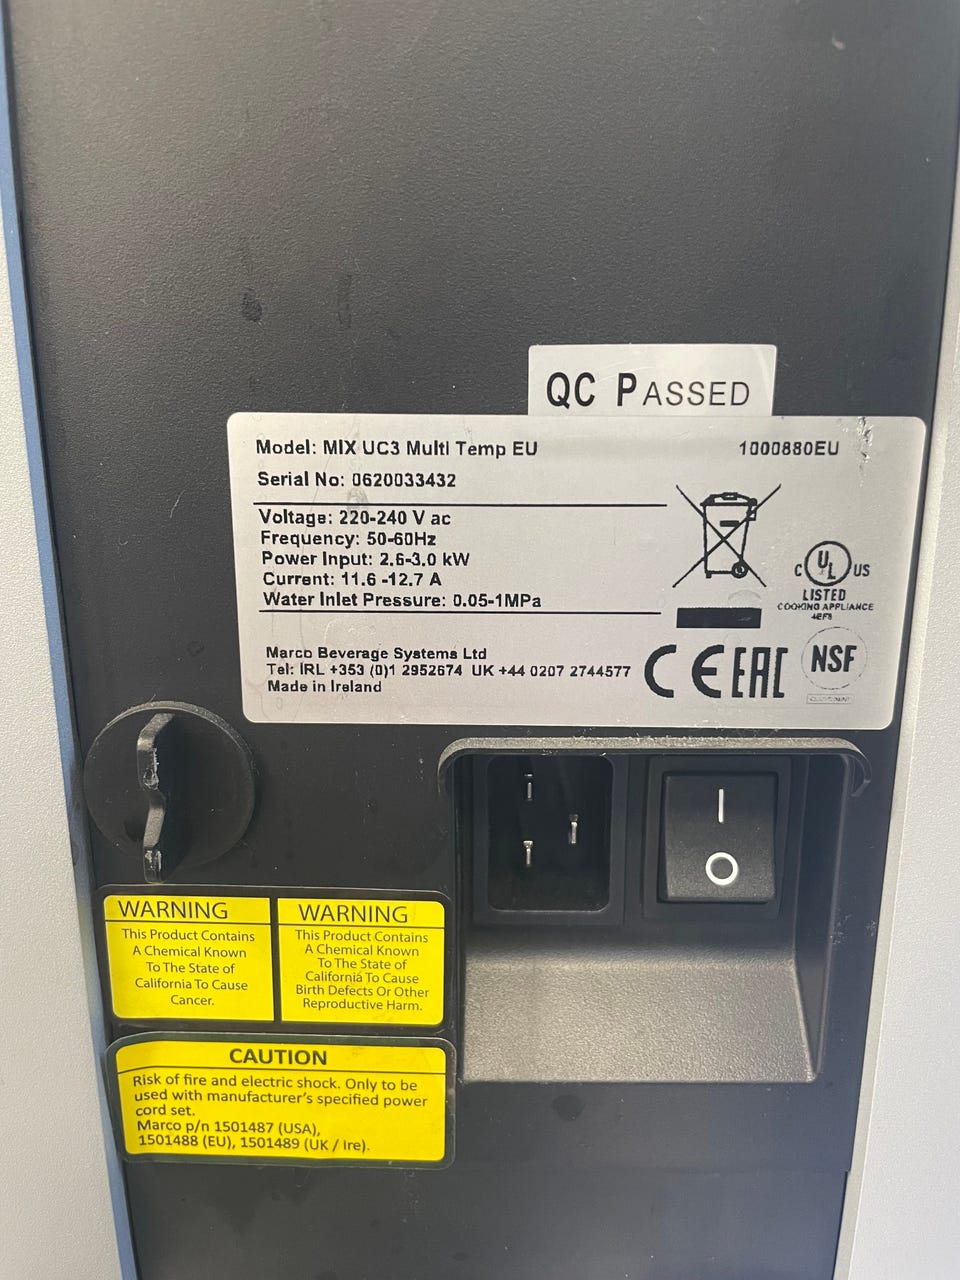 QC PASSED
Model: MIX UC3 Multi Temp EU 1000880EU
Serial No: 0620033432
Voltage: 220-240 V ac
Frequency: 50-60Hz
Power Input: 2.6-3.0 kW
Current: 11.6 -12.7 A
Water Inlet Pressure: 0.05-1MPa
C UL US
LISTED
COOKING APPLIANCE
4EF8
Marco Beverage Systems Ltd
Tel: IRL +353 (0)1 2952674 UK +44 0207 2744577
Made in Ireland
CE EAC NSF
I
O
WARNING
This Product Contains
A Chemical Known
To The State of
California To Cause
Cancer.
WARNING
This Product Contains
A Chemical Known
To The State of
California To Cause
Birth Defects Or Other
Reproductive Harm.
CAUTION
Risk of fire and electric shock. Only to be
used with manufacturer's specified power
cord set.
Marco p/n 1501487 (USA),
1501488 (EU), 1501489 (UK / Ire).